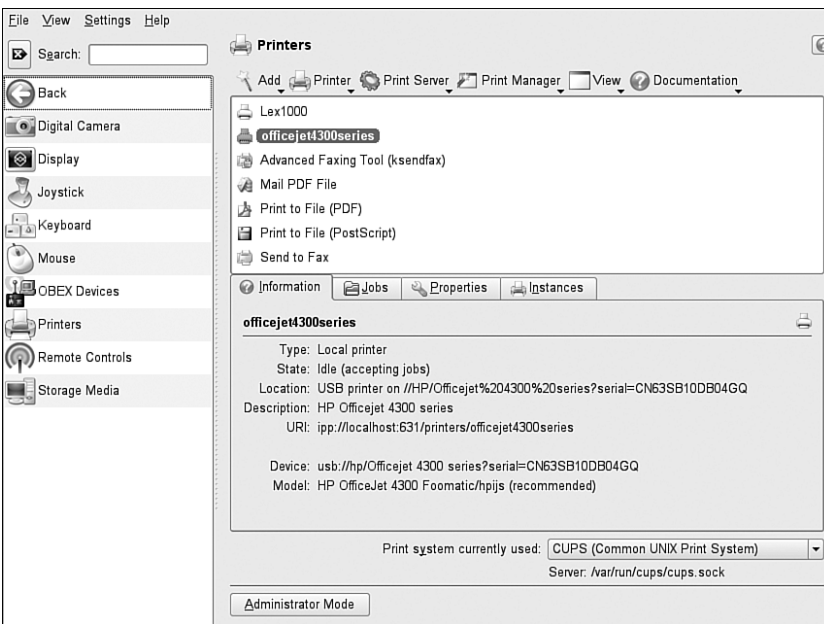 File View Settings Help
Search:
Back
Digital Camera
Display
Joystick
Keyboard
Mouse
OBEX Devices
Printers
Remote Controls
Storage Media
Printers
Add Printer Print Server Print Manager View Documentation
Lex1000
officejet4300series
Advanced Faxing Tool (ksendfax)
Mail PDF File
Print to File (PDF)
Print to File (PostScript)
Send to Fax
Information Jobs Properties Instances
officejet4300series
Type: Local printer
State: Idle (accepting jobs)
Location: USB printer on //HP/Officejet%204300%20series?serial=CN63SB10DB04GQ
Description: HP Officejet 4300 series
URI: ipp://localhost:631/printers/officejet4300series
Device: usb://hp/Officejet 4300 series?serial=CN63SB10DB04GQ
Model: HP OfficeJet 4300 Foomatic/hpijs (recommended)
Print system currently used: CUPS (Common UNIX Print System)
Server: /var/run/cups/cups.sock
Administrator Mode